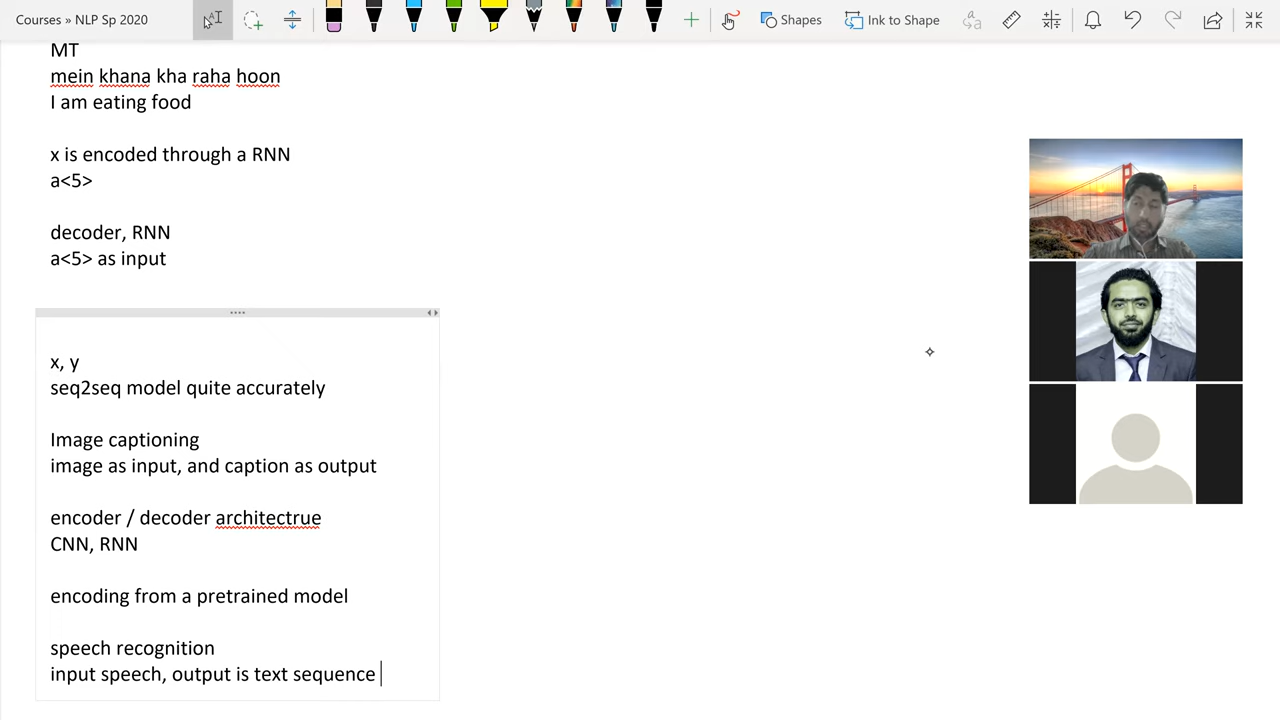 Courses » NLP Sp 2020
Shapes
Ink to Shape
MT
mein khana kha raha hoon
I am eating food
x is encoded through a RNN
a<5>
decoder, RNN
a<5> as input
x, y
seq2seq model quite accurately
Image captioning
image as input, and caption as output
encoder / decoder architectrue
CNN, RNN
encoding from a pretrained model
speech recognition
input speech, output is text sequence